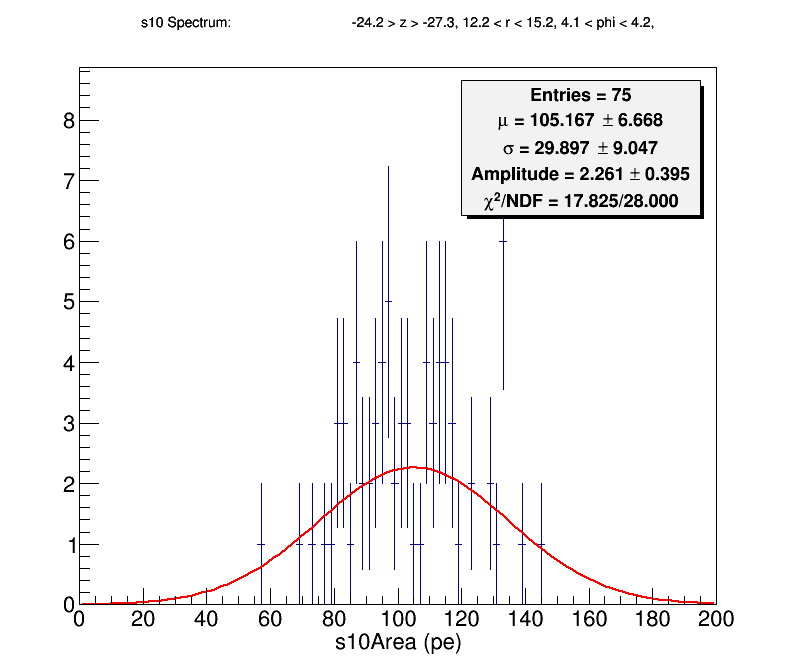 s10 Spectrum: -24.2 > z > -27.3, 12.2 < r < 15.2, 4.1 < phi < 4.2,
Entries = 75
μ = 105.167 ± 6.668
σ = 29.897 ± 9.047
Amplitude = 2.261 ± 0.395
χ²/NDF = 17.825/28.000
8
7
6
5
4
3
2
1
0
0 20 40 60 80 100 120 140 160 180 200
s10Area (pe)